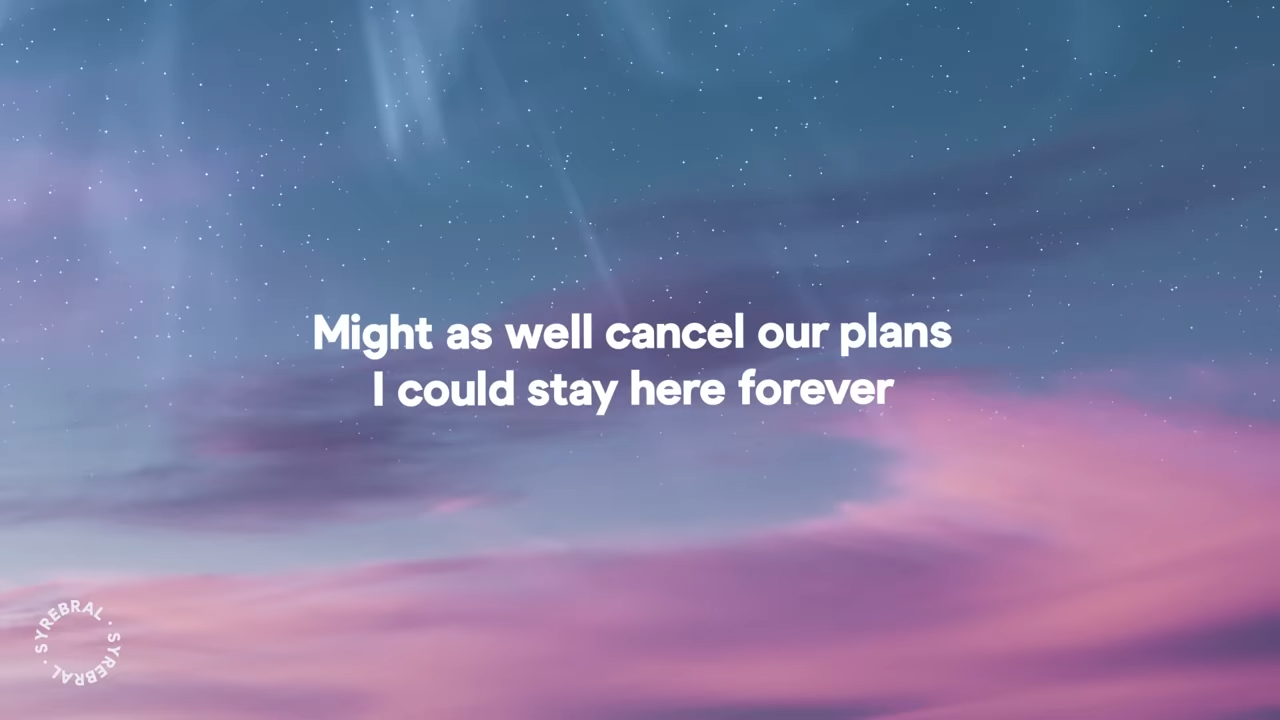 Might as well cancel our plans
I could stay here forever
SYREBRAL · SYREBRAL ·